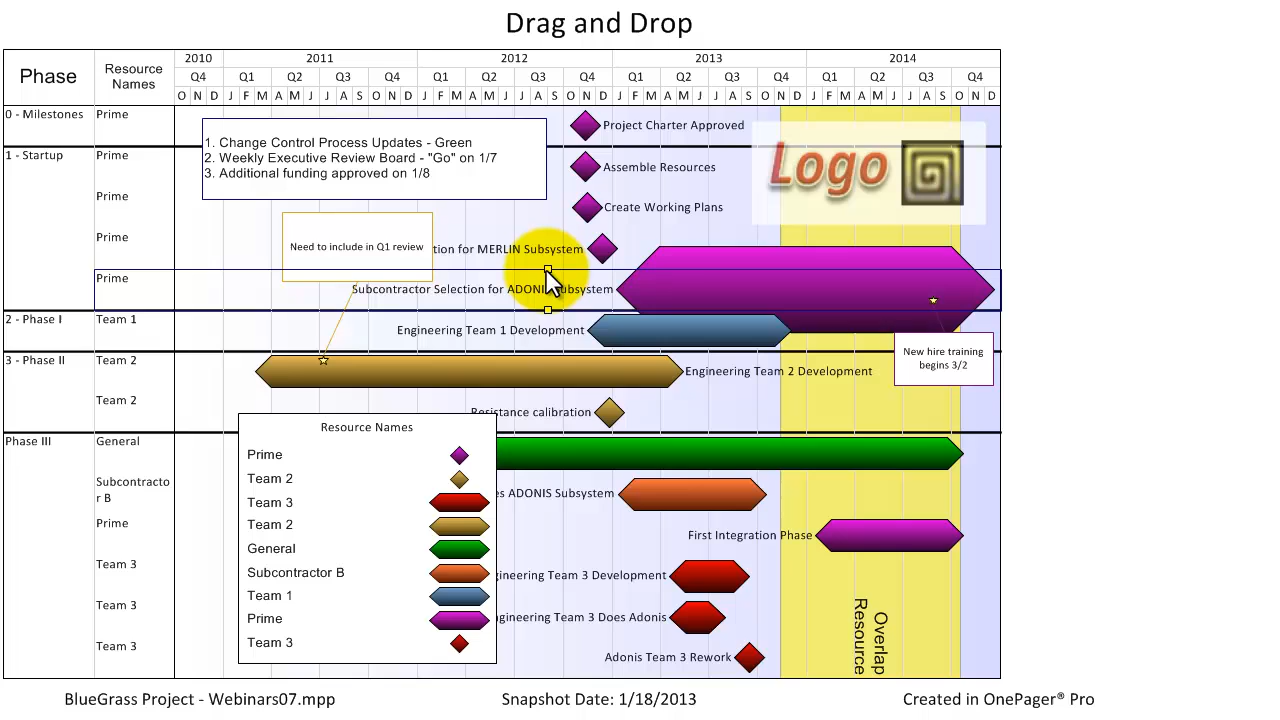 Drag and Drop
Phase
Resource
Names
2010 2011 2012 2013 2014
Q4 Q1 Q2 Q3 Q4 Q1 Q2 Q3 Q4 Q1 Q2 Q3 Q4 Q1 Q2 Q3 Q4
O N D J F M A M J J A S O N D J F M A M J J A S O N D J F M A M J J A S O N D J F M A M J J A S O N D
0 - Milestones Prime
Project Charter Approved
1. Change Control Process Updates - Green
2. Weekly Executive Review Board - "Go" on 1/7
3. Additional funding approved on 1/8
Logo
1 - Startup Prime
Assemble Resources
Prime
Create Working Plans
Prime
Need to include in Q1 review
tion for MERLIN Subsystem
Prime
Subcontractor Selection for ADONIS Subsystem
2 - Phase I Team 1
Engineering Team 1 Development
New hire training
begins 3/2
3 - Phase II Team 2
Engineering Team 2 Development
Team 2
Resistance calibration
Phase III General
Subcontracto
r B
es ADONIS Subsystem
Prime
First Integration Phase
Team 3
gineering Team 3 Development
Team 3
ngineering Team 3 Does Adonis
Team 3
Adonis Team 3 Rework
Resource Names
Prime
Team 2
Team 3
Team 2
General
Subcontractor B
Team 1
Prime
Team 3
Overlap
Resource
BlueGrass Project - Webinars07.mpp
Snapshot Date: 1/18/2013
Created in OnePager® Pro